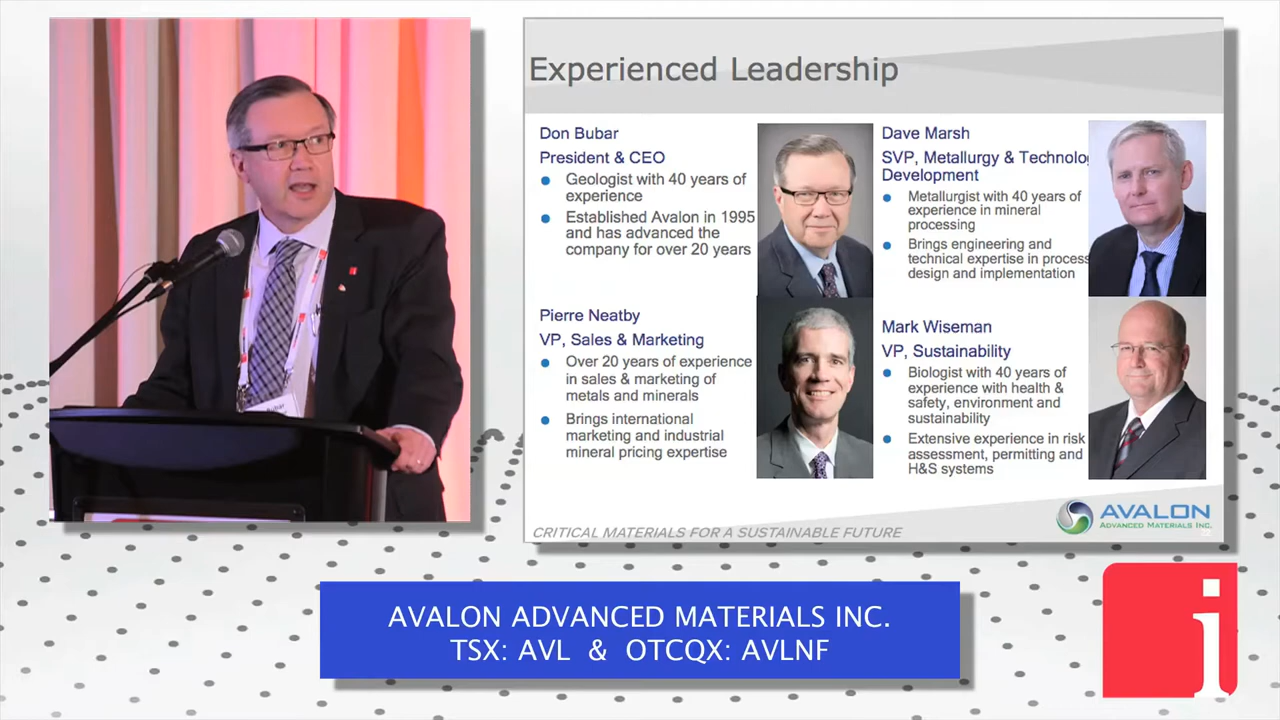 Experienced Leadership
Don Bubar
President & CEO
Geologist with 40 years of
experience
Established Avalon in 1995
and has advanced the
company for over 20 years
Dave Marsh
SVP, Metallurgy & Technolo
Development
Metallurgist with 40 years of
experience in mineral
processing
Brings engineering and
technical expertise in process
design and implementation
Pierre Neatby
VP, Sales & Marketing
Over 20 years of experience
in sales & marketing of
metals and minerals
Brings international
marketing and industrial
mineral pricing expertise
Mark Wiseman
VP, Sustainability
Biologist with 40 years of
experience with health &
safety, environment and
sustainability
Extensive experience in risk
assessment, permitting and
H&S systems
CRITICAL MATERIALS FOR A SUSTAINABLE FUTURE
AVALON
ADVANCED MATERIALS INC.
Bubar
AVALON ADVANCED MATERIALS INC.
TSX: AVL & OTCQX: AVLNF
i